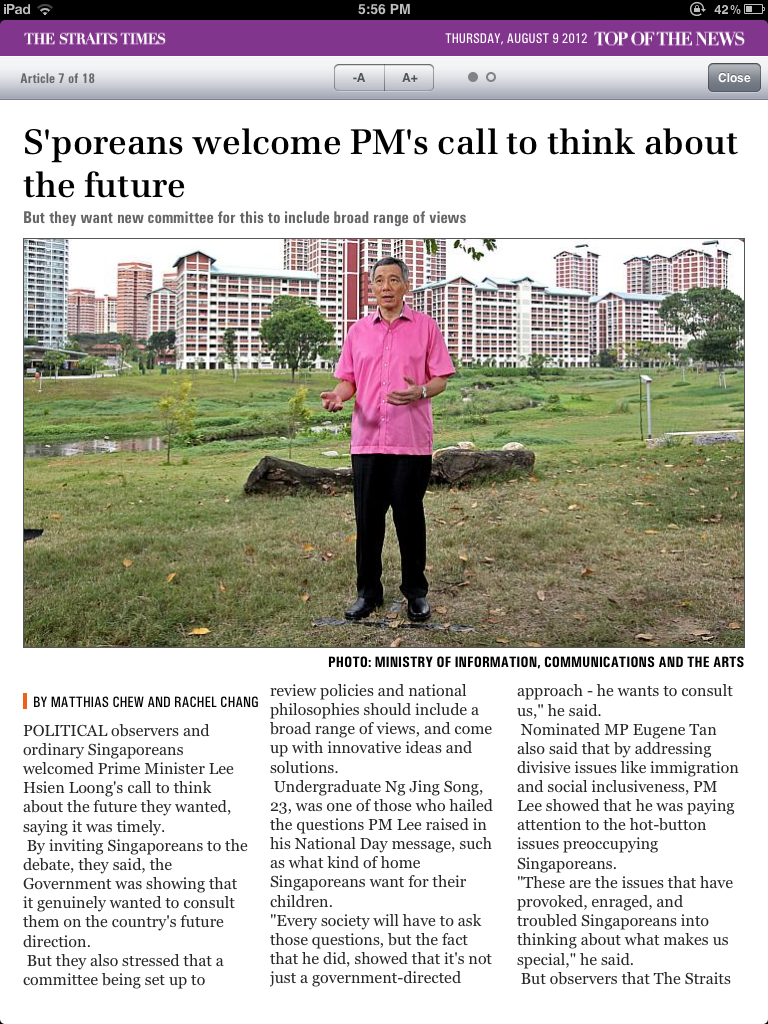 iPad
5:56 PM
42%
THE STRAITS TIMES
THURSDAY, AUGUST 9 2012 TOP OF THE NEWS
Article 7 of 18
-A
A+
Close
S'poreans welcome PM's call to think about
the future
But they want new committee for this to include broad range of views
PHOTO: MINISTRY OF INFORMATION, COMMUNICATIONS AND THE ARTS
BY MATTHIAS CHEW AND RACHEL CHANG
POLITICAL observers and
ordinary Singaporeans
welcomed Prime Minister Lee
Hsien Loong's call to think
about the future they wanted,
saying it was timely.
By inviting Singaporeans to the
debate, they said, the
Government was showing that
it genuinely wanted to consult
them on the country's future
direction.
But they also stressed that a
committee being set up to
review policies and national
philosophies should include a
broad range of views, and come
up with innovative ideas and
solutions.
Undergraduate Ng Jing Song,
23, was one of those who hailed
the questions PM Lee raised in
his National Day message, such
as what kind of home
Singaporeans want for their
children.
"Every society will have to ask
those questions, but the fact
that he did, showed that it's not
just a government-directed
approach - he wants to consult
us," he said.
Nominated MP Eugene Tan
also said that by addressing
divisive issues like immigration
and social inclusiveness, PM
Lee showed that he was paying
attention to the hot-button
issues preoccupying
Singaporeans.
"These are the issues that have
provoked, enraged, and
troubled Singaporeans into
thinking about what makes us
special," he said.
But observers that The Straits